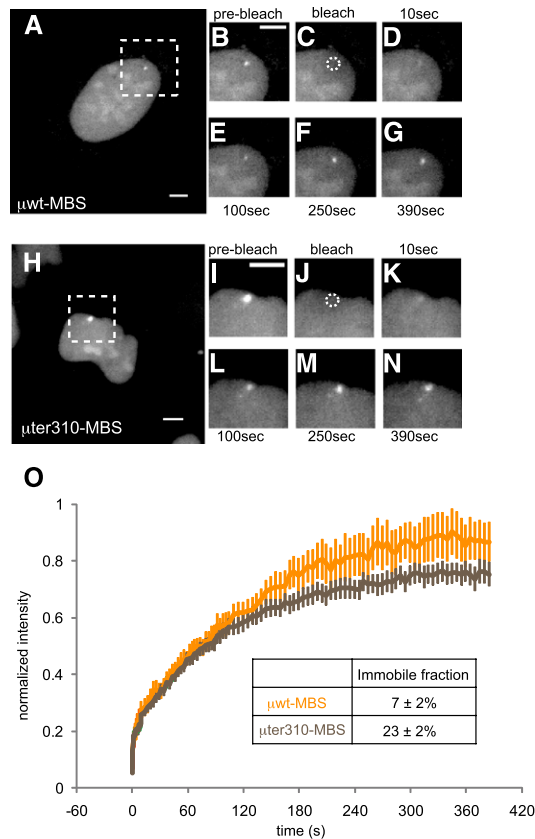 A
pre-bleach bleach 10sec
B C D
E F G
μwt-MBS
100sec 250sec 390sec
H
pre-bleach bleach 10sec
I J K
L M N
μter310-MBS
100sec 250sec 390sec
O
1
0.8
0.6
0.4
0.2
0
normalized intensity
Immobile fraction
μwt-MBS 7 ± 2%
μter310-MBS 23 ± 2%
-60 0 60 120 180 240 300 360 420
time (s)